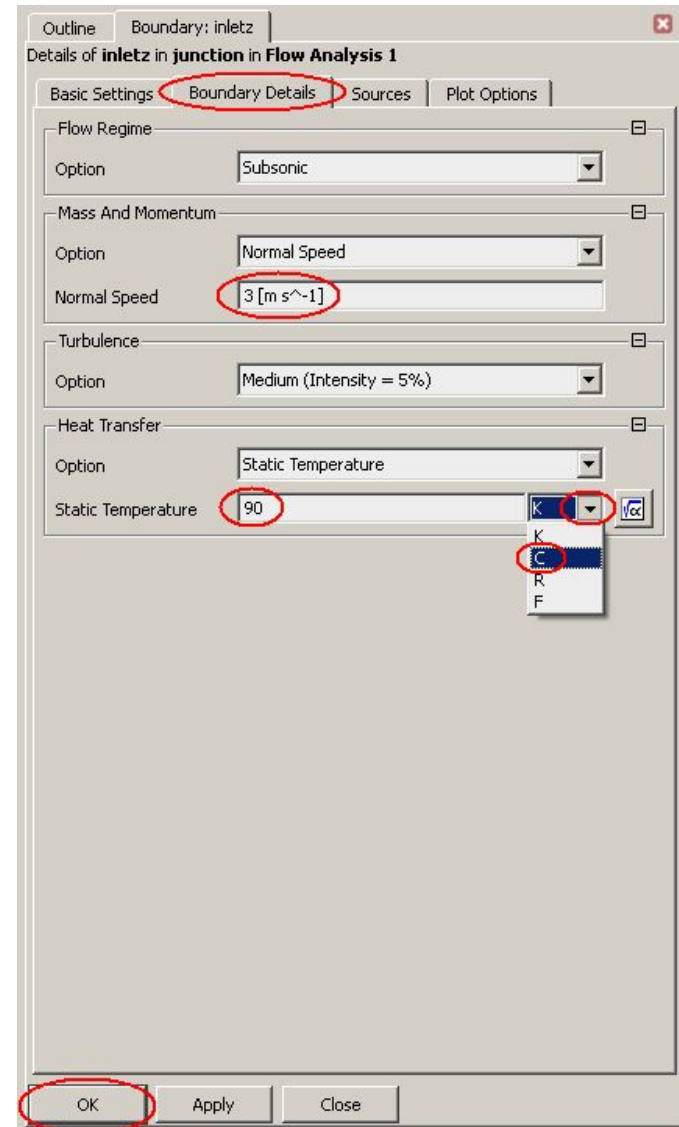 Outline Boundary: inletz
Details of inletz in junction in Flow Analysis 1
Basic Settings Boundary Details Sources Plot Options
Flow Regime
Option Subsonic
Mass And Momentum
Option Normal Speed
Normal Speed 3 [m s^-1]
Turbulence
Option Medium (Intensity = 5%)
Heat Transfer
Option Static Temperature
Static Temperature 90 K √α
K
C
R
F
OK Apply Close